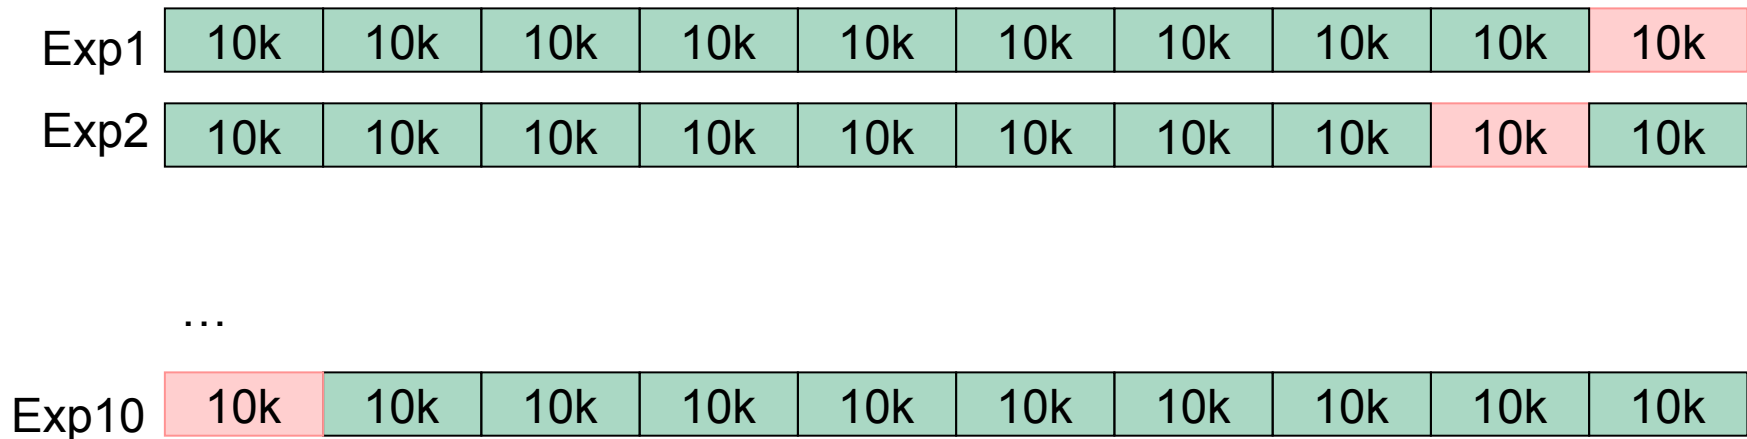 Exp1 10k 10k 10k 10k 10k 10k 10k 10k 10k 10k
Exp2 10k 10k 10k 10k 10k 10k 10k 10k 10k 10k
…
Exp10 10k 10k 10k 10k 10k 10k 10k 10k 10k 10k